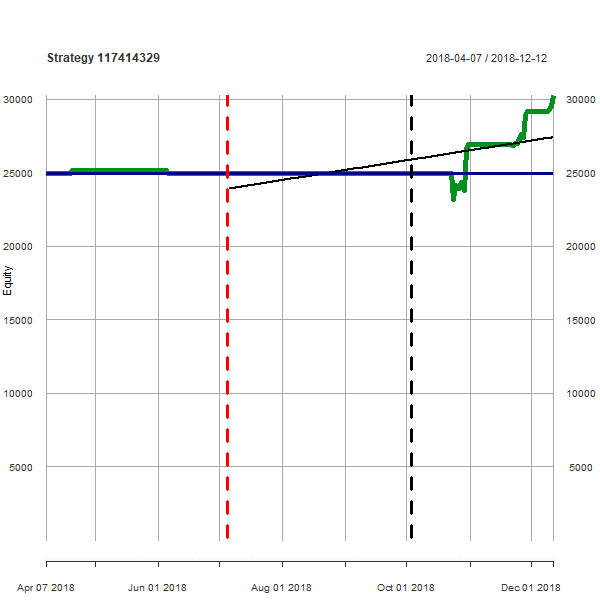 Strategy 117414329
2018-04-07 / 2018-12-12
30000
30000
25000
25000
20000
20000
Equity
15000
15000
10000
10000
5000
5000
Apr 07 2018
Jun 01 2018
Aug 01 2018
Oct 01 2018
Dec 01 2018